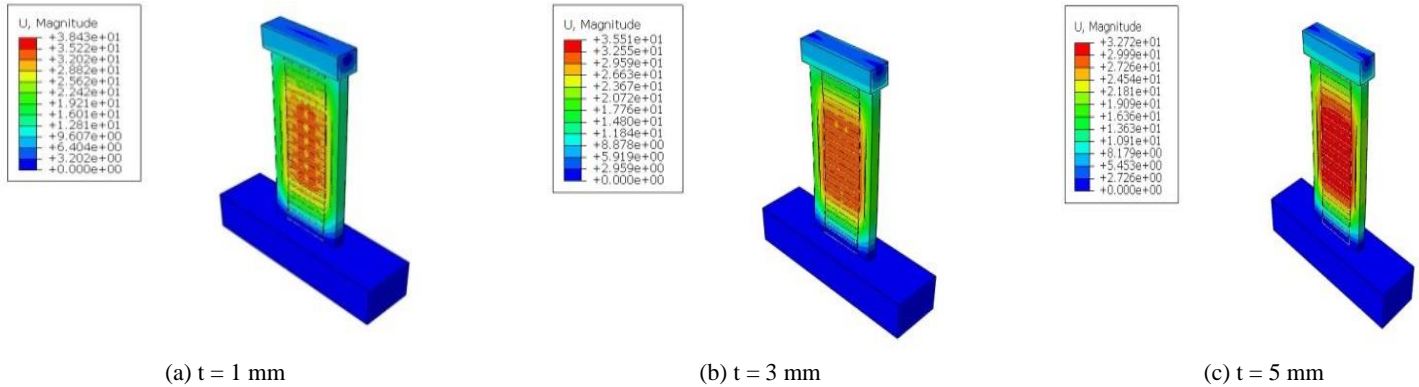 U, Magnitude
+3.843e+01
+3.522e+01
+3.202e+01
+2.882e+01
+2.562e+01
+2.242e+01
+1.921e+01
+1.601e+01
+1.281e+01
+9.607e+00
+6.404e+00
+3.202e+00
+0.000e+00
U, Magnitude
+3.551e+01
+3.255e+01
+2.959e+01
+2.663e+01
+2.367e+01
+2.072e+01
+1.776e+01
+1.480e+01
+1.184e+01
+8.878e+00
+5.919e+00
+2.959e+00
+0.000e+00
U, Magnitude
+3.272e+01
+2.999e+01
+2.726e+01
+2.454e+01
+2.181e+01
+1.909e+01
+1.636e+01
+1.363e+01
+1.091e+01
+8.179e+00
+5.453e+00
+2.726e+00
+0.000e+00
(a) t = 1 mm
(b) t = 3 mm
(c) t = 5 mm